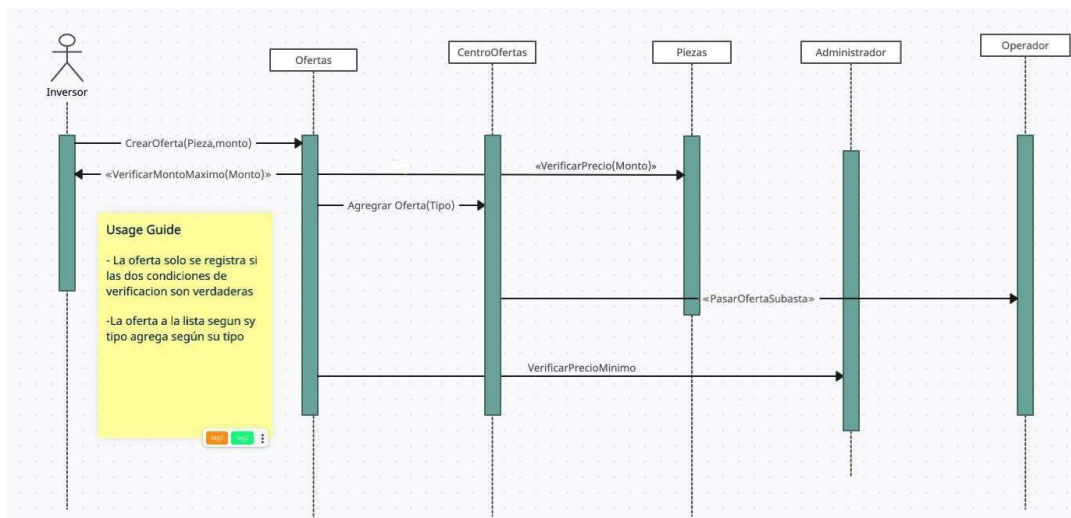 Inversor
Ofertas
CentroOfertas
Piezas
Administrador
Operador
CrearOferta(Pieza,monto)
«VerificarMontoMaximo(Monto)»
«VerificarPrecio(Monto)»
Agregrar Oferta(Tipo)
Usage Guide
- La oferta solo se registra si
las dos condiciones de
verificacion son verdaderas
-La oferta a la lista segun sy
tipo agrega según su tipo
«PasarOfertaSubasta»
VerificarPrecioMinimo
tag1
tag2